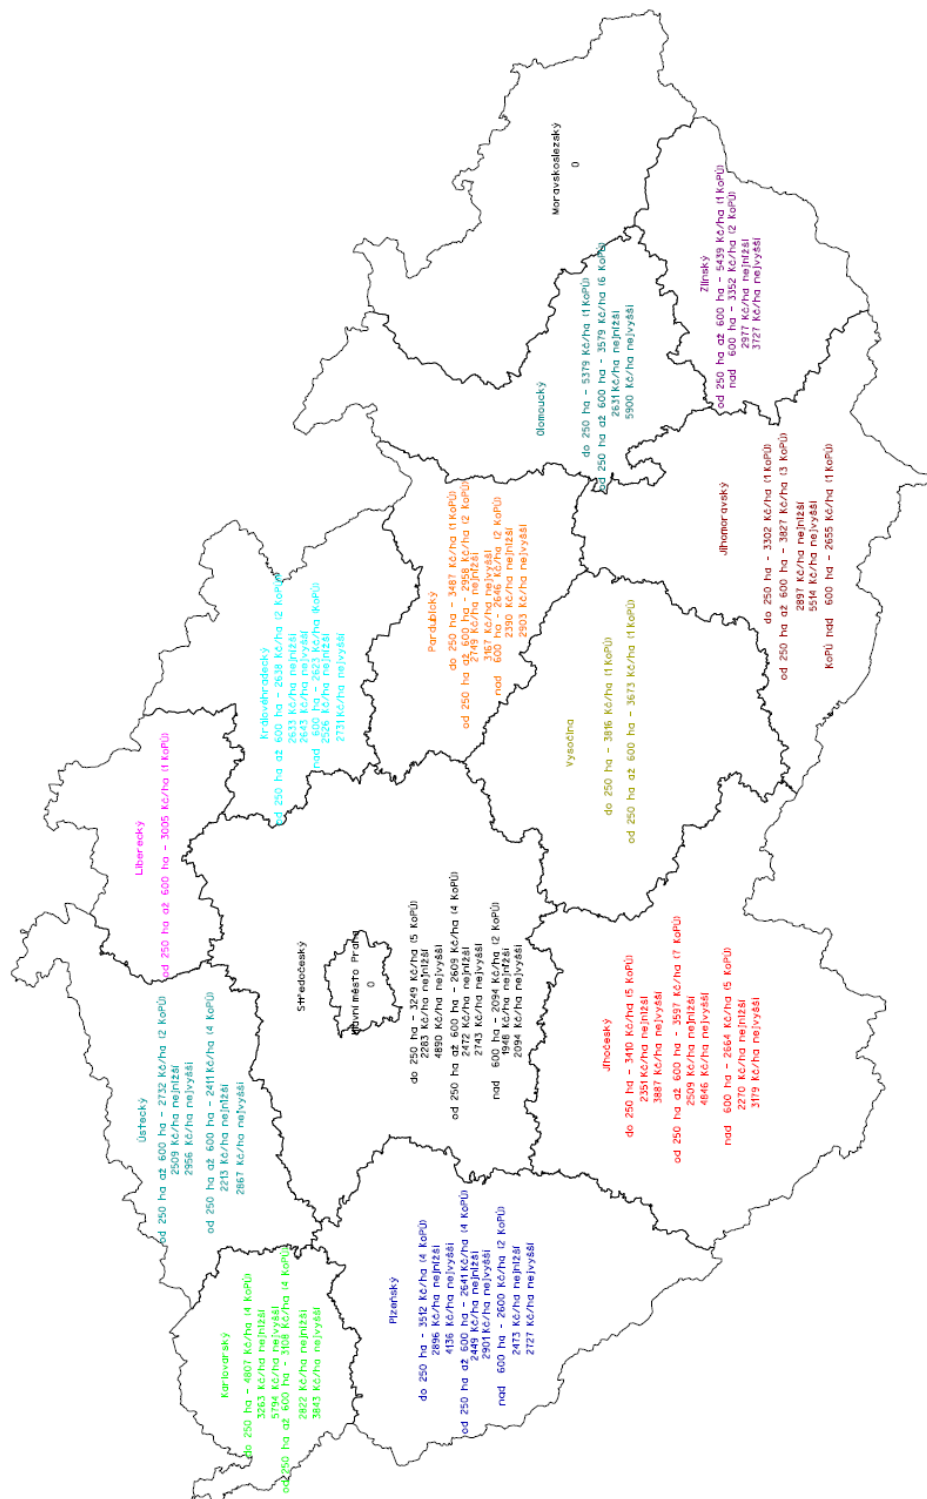 Karlovarský
do 250 ha - 4807 Kč/ha (4 KoPÚ)
3263 Kč/ha nejnižší
5794 Kč/ha nejvyšší
od 250 ha až 600 ha - 3108 Kč/ha (4 KoPÚ)
2822 Kč/ha nejnižší
3843 Kč/ha nejvyšší
Ústecký
od 250 ha až 600 ha - 2732 Kč/ha (2 KoPÚ)
2509 Kč/ha nejnižší
2956 Kč/ha nejvyšší
od 250 ha až 600 ha - 2411 Kč/ha (4 KoPÚ)
2213 Kč/ha nejnižší
2867 Kč/ha nejvyšší
Liberecký
od 250 ha až 600 ha - 3005 Kč/ha (1 KoPÚ)
Královéhradecký
od 250 ha až 600 ha - 2638 Kč/ha (2 KoPÚ)
2633 Kč/ha nejnižší
2643 Kč/ha nejvyšší
nad 600 ha - 2623 Kč/ha (KoPÚ)
2526 Kč/ha nejnižší
2731 Kč/ha nejvyšší
Středočeský
Hlavní město Praha
0
do 250 ha - 3249 Kč/ha (5 KoPÚ)
2283 Kč/ha nejnižší
4890 Kč/ha nejvyšší
od 250 ha až 600 ha - 2609 Kč/ha (4 KoPÚ)
2472 Kč/ha nejnižší
2743 Kč/ha nejvyšší
nad 600 ha - 2094 Kč/ha (2 KoPÚ)
1948 Kč/ha nejnižší
2094 Kč/ha nejvyšší
Plzeňský
do 250 ha - 3512 Kč/ha (4 KoPÚ)
2896 Kč/ha nejnižší
4136 Kč/ha nejvyšší
od 250 ha až 600 ha - 2641 Kč/ha (4 KoPÚ)
2449 Kč/ha nejnižší
2901 Kč/ha nejvyšší
nad 600 ha - 2600 Kč/ha (2 KoPÚ)
2473 Kč/ha nejnižší
2727 Kč/ha nejvyšší
Jihočeský
do 250 ha - 3410 Kč/ha (5 KoPÚ)
2351 Kč/ha nejnižší
3887 Kč/ha nejvyšší
od 250 ha až 600 ha - 3597 Kč/ha (7 KoPÚ)
2509 Kč/ha nejnižší
4846 Kč/ha nejvyšší
nad 600 ha - 2664 Kč/ha (5 KoPÚ)
2270 Kč/ha nejnižší
3179 Kč/ha nejvyšší
Pardubický
do 250 ha - 3487 Kč/ha (1 KoPÚ)
od 250 ha až 600 ha - 2958 Kč/ha (2 KoPÚ)
2749 Kč/ha nejnižší
3167 Kč/ha nejvyšší
nad 600 ha - 2646 Kč/ha (2 KoPÚ)
2390 Kč/ha nejnižší
2903 Kč/ha nejvyšší
Vysočina
do 250 ha - 3816 Kč/ha (1 KoPÚ)
od 250 ha až 600 ha - 3673 Kč/ha (1 KoPÚ)
Olomoucký
do 250 ha - 5379 Kč/ha (1 KoPÚ)
od 250 ha až 600 ha - 3579 Kč/ha (6 KoPÚ)
2631 Kč/ha nejnižší
5900 Kč/ha nejvyšší
Moravskoslezský
0
Zlínský
od 250 ha až 600 ha - 5439 Kč/ha (1 KoPÚ)
nad 600 ha - 3352 Kč/ha (2 KoPÚ)
2977 Kč/ha nejnižší
3727 Kč/ha nejvyšší
Jihomoravský
do 250 ha - 3302 Kč/ha (1 KoPÚ)
od 250 ha až 600 ha - 3827 Kč/ha (3 KoPÚ)
2897 Kč/ha nejnižší
5514 Kč/ha nejvyšší
KoPÚ nad 600 ha - 2655 Kč/ha (1 KoPÚ)